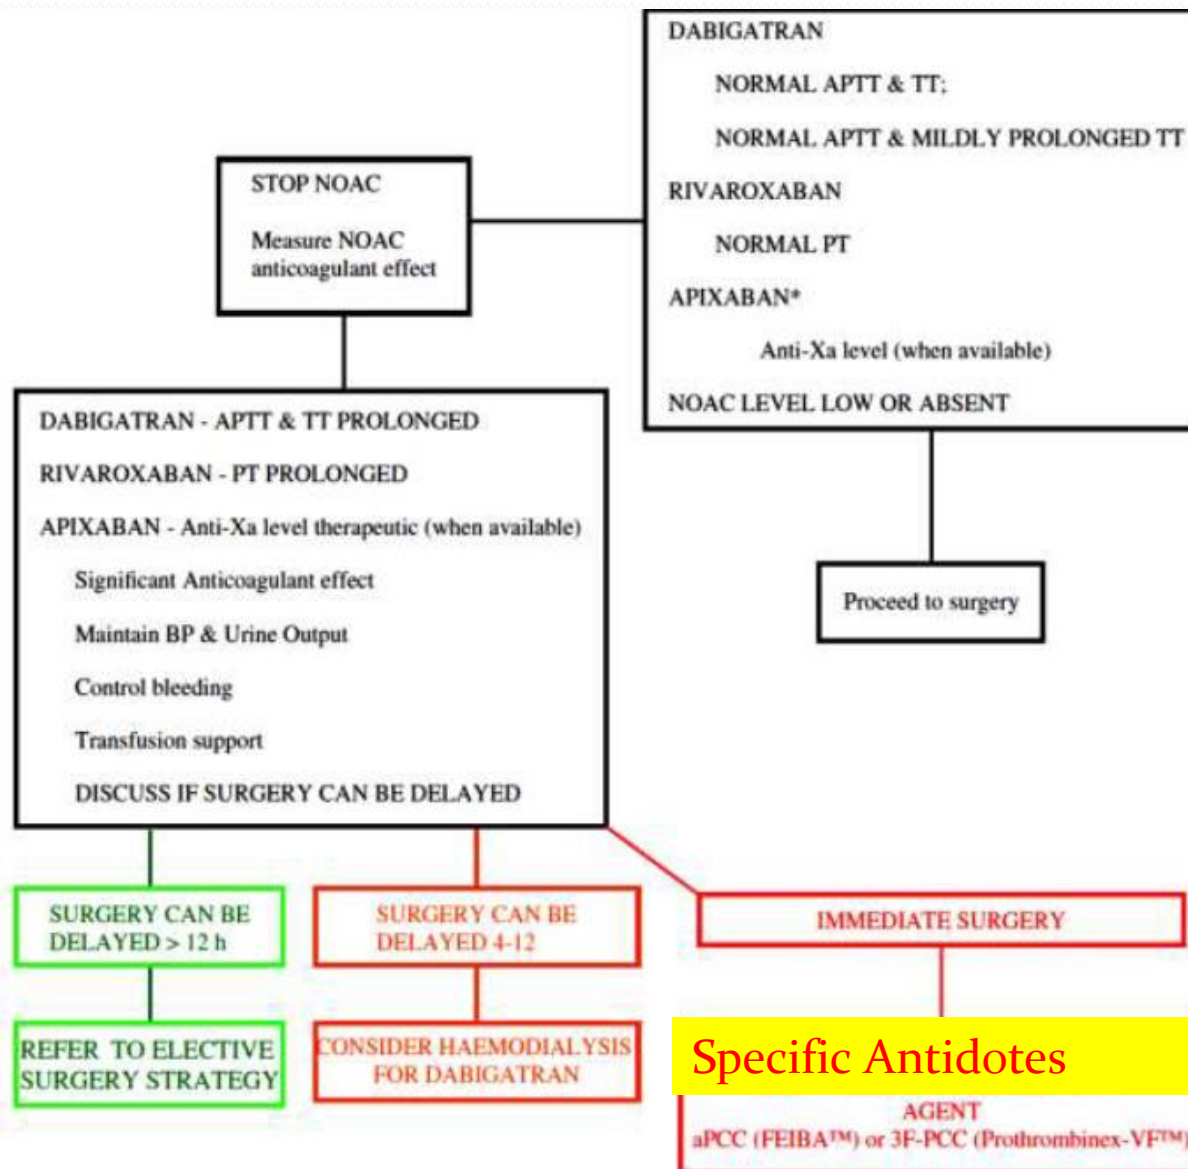 STOP NOAC
Measure NOAC
anticoagulant effect
DABIGATRAN
NORMAL APTT & TT;
NORMAL APTT & MILDLY PROLONGED TT
RIVAROXABAN
NORMAL PT
APIXABAN*
Anti-Xa level (when available)
NOAC LEVEL LOW OR ABSENT
Proceed to surgery
DABIGATRAN - APTT & TT PROLONGED
RIVAROXABAN - PT PROLONGED
APIXABAN - Anti-Xa level therapeutic (when available)
Significant Anticoagulant effect
Maintain BP & Urine Output
Control bleeding
Transfusion support
DISCUSS IF SURGERY CAN BE DELAYED
SURGERY CAN BE
DELAYED > 12 h
REFER TO ELECTIVE
SURGERY STRATEGY
SURGERY CAN BE
DELAYED 4-12
CONSIDER HAEMODIALYSIS
FOR DABIGATRAN
IMMEDIATE SURGERY
Specific Antidotes
AGENT
aPCC (FEIBA™) or 3F-PCC (Prothrombinex-VF™)